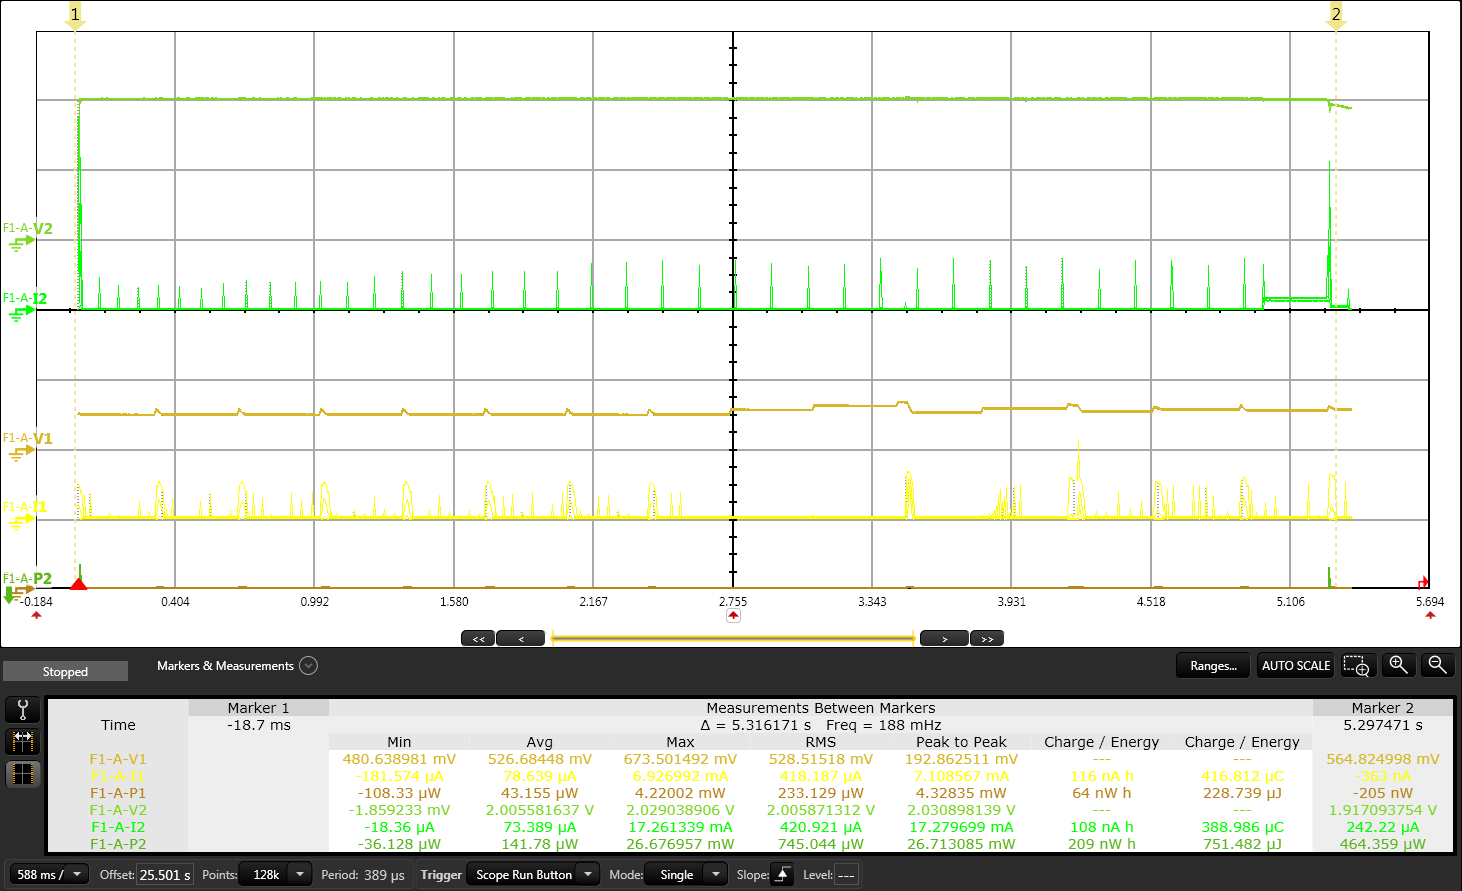 1
2
F1-A-V2
F1-A-I2
F1-A-V1
F1-A-I1
F1-A-P2
-0.184 0.404 0.992 1.580 2.167 2.755 3.343 3.931 4.518 5.106 5.694
<< < > >>
Stopped
Markers & Measurements
Ranges... AUTO SCALE
Marker 1 Measurements Between Markers Marker 2
Time -18.7 ms Δ = 5.316171 s Freq = 188 mHz 5.297471 s
Min Avg Max RMS Peak to Peak Charge / Energy Charge / Energy
F1-A-V1 480.638981 mV 526.68448 mV 673.501492 mV 528.51518 mV 192.862511 mV --- --- 564.824998 mV
F1-A-I1 -181.574 µA 78.639 µA 6.926992 mA 418.187 µA 7.108567 mA 116 nA h 416.812 µC -363 nA
F1-A-P1 -108.33 µW 43.155 µW 4.22002 mW 233.129 µW 4.32835 mW 64 nW h 228.739 µJ -205 nW
F1-A-V2 -1.859233 mV 2.005581637 V 2.029038906 V 2.005871312 V 2.030898139 V --- --- 1.917093754 V
F1-A-I2 -18.36 µA 73.389 µA 17.261339 mA 420.921 µA 17.279699 mA 108 nA h 388.986 µC 242.22 µA
F1-A-P2 -36.128 µW 141.78 µW 26.676957 mW 745.044 µW 26.713085 mW 209 nW h 751.482 µJ 464.359 µW
588 ms / Offset: 25.501 s Points: 128k Period: 389 µs Trigger Scope Run Button Mode: Single Slope: Level: ---